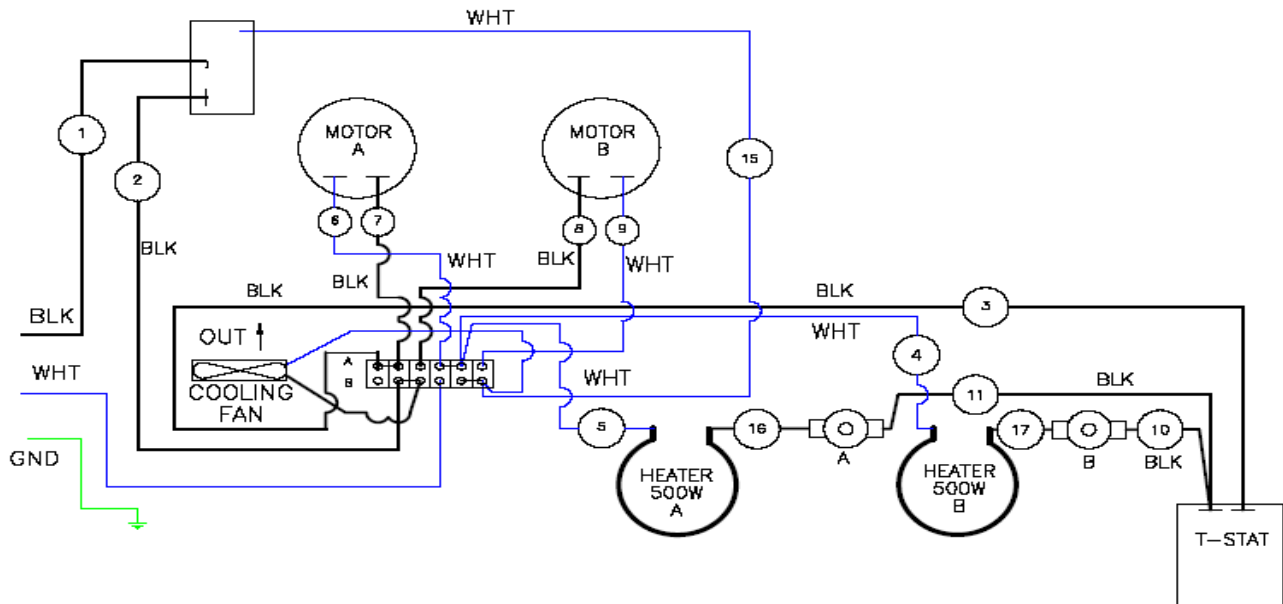 WHT
1
2
MOTOR
A
MOTOR
B
15
6
7
8
9
BLK
WHT
BLK
BLK
WHT
BLK
BLK
3
BLK
OUT
WHT
4
WHT
A
B
WHT
BLK
COOLING
FAN
11
5
16
A
17
B
10
BLK
GND
HEATER
500W
A
HEATER
500W
B
T-STAT